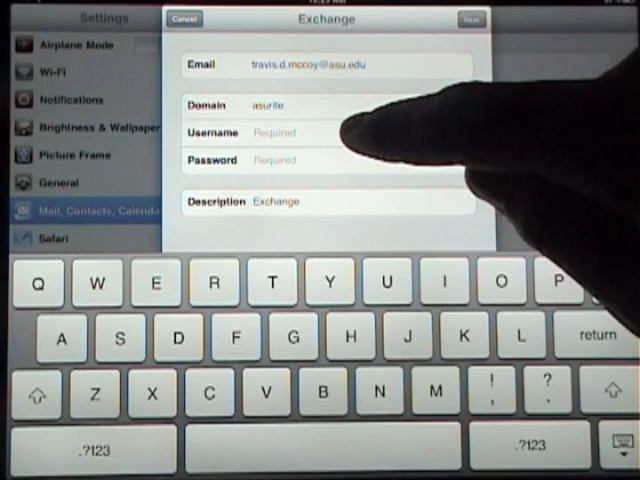 Settings
Cancel
Exchange
Next
Airplane Mode
Wi-Fi
Notifications
Brightness & Wallpaper
Picture Frame
General
Mail, Contacts, Calenda
Safari
Email travis.d.mccoy@asu.edu
Domain asurite
Username Required
Password Required
Description Exchange
Q W E R T Y U I O P
A S D F G H J K L return
Z X C V B N M ! , ? .
.?123 .?123